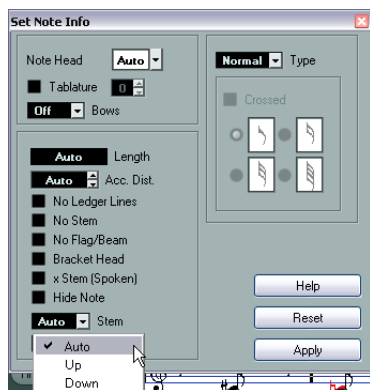 Set Note Info
Note Head Auto
Tablature 0
Off Bows
Auto Length
Auto Acc. Dist.
No Ledger Lines
No Stem
No Flag/Beam
Bracket Head
x Stem (Spoken)
Hide Note
Auto Stem
Auto
Up
Down
Normal Type
Crossed
Help
Reset
Apply